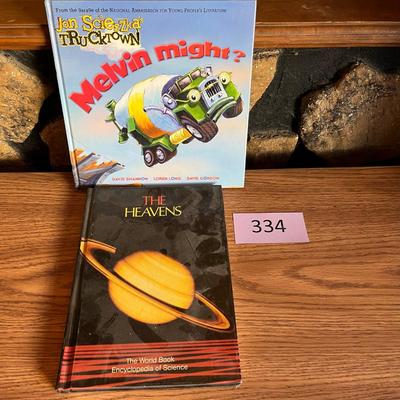 From the locale of the NATIONAL AMBASSADOR FOR YOUNG PEOPLE'S LITERATURE
Jon Scieszka's
TRUCKTOWN
Melvin might?
DAVID SHANNON LOREN LONG DAVID GORDON
THE
HEAVENS
334
The World Book
Encyclopedia of Science